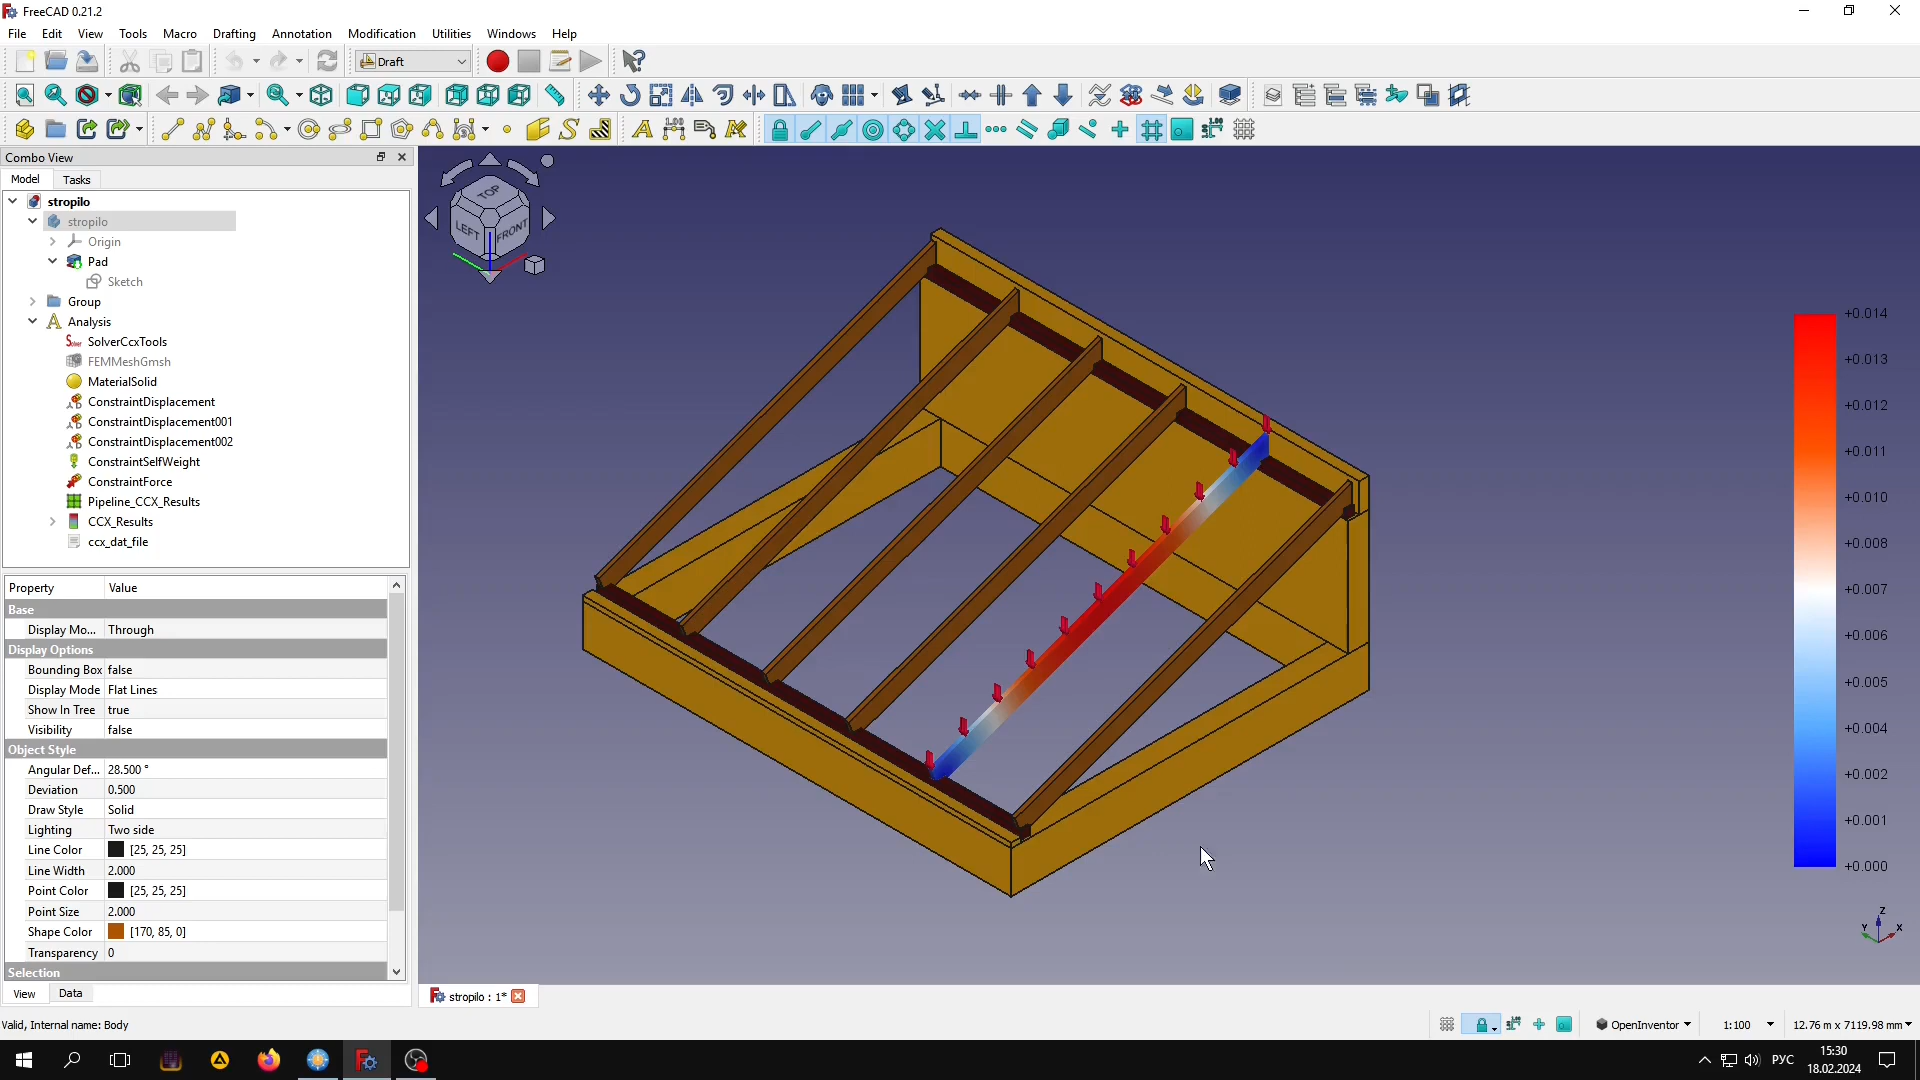 FreeCAD 0.21.2
File Edit View Tools Macro Drafting Annotation Modification Utilities Windows Help
Draft
1.00
Combo View
Model Tasks
stropilo
stropilo
Origin
Pad
Sketch
Group
Analysis
SolverCcxTools
FEMMeshGmsh
MaterialSolid
ConstraintDisplacement
ConstraintDisplacement001
ConstraintDisplacement002
ConstraintSelfWeight
ConstraintForce
Pipeline_CCX_Results
CCX_Results
ccx_dat_file
Property Value
Base
Display Mo... Through
Display Options
Bounding Box false
Display Mode Flat Lines
Show In Tree true
Visibility false
Object Style
Angular Def... 28.500 °
Deviation 0.500
Draw Style Solid
Lighting Two side
Line Color [25, 25, 25]
Line Width 2.000
Point Color [25, 25, 25]
Point Size 2.000
Shape Color [170, 85, 0]
Transparency 0
Selection
View Data
TOP
LEFT FRONT
+0.014
+0.013
+0.012
+0.011
+0.010
+0.008
+0.007
+0.006
+0.005
+0.004
+0.002
+0.001
+0.000
Z
Y X
stropilo : 1*
Valid, Internal name: Body
OpenInventor 1:100 12.76 m x 7119.98 mm
РУС
15:30
18.02.2024